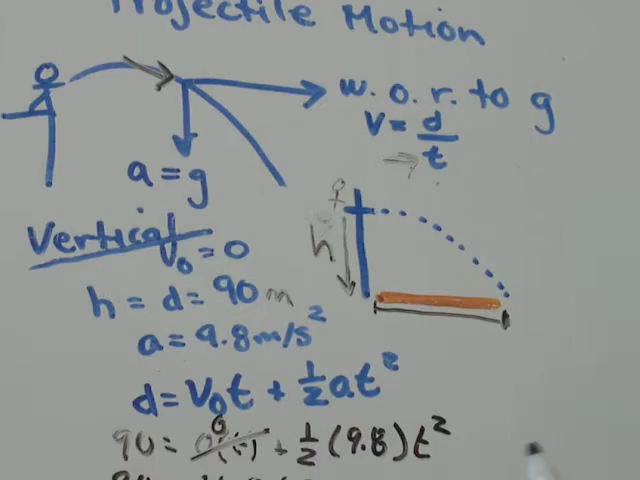 Projectile Motion
w. o. r. to g
V = d/t
a = g
h
Vertical
V₀ = 0
h = d = 90 m
a = 9.8 m/s²
d = V₀t + ½at²
0
90 = + ½ (9.8) t²